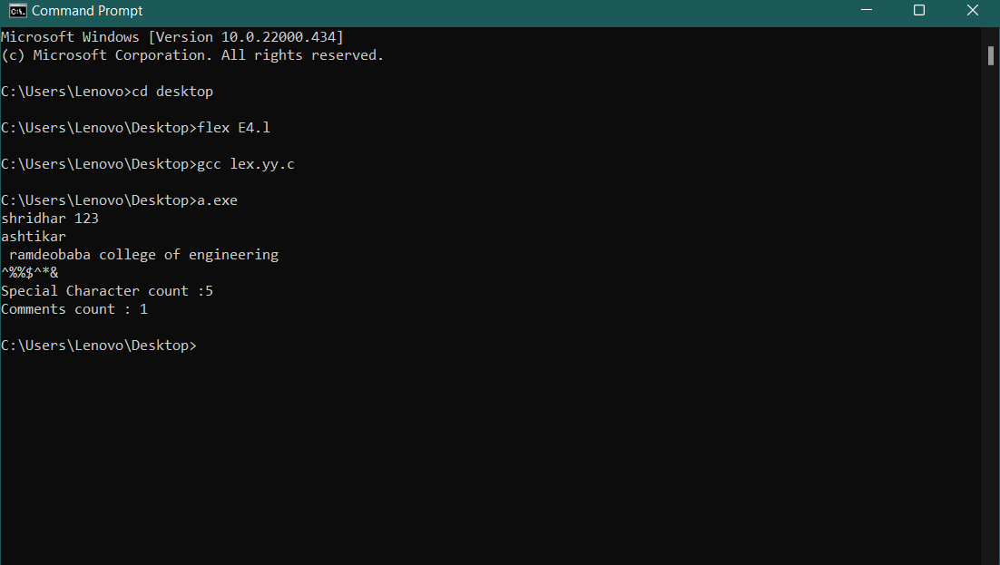 Command Prompt
Microsoft Windows [Version 10.0.22000.434]
(c) Microsoft Corporation. All rights reserved.
C:\Users\Lenovo>cd desktop
C:\Users\Lenovo\Desktop>flex E4.l
C:\Users\Lenovo\Desktop>gcc lex.yy.c
C:\Users\Lenovo\Desktop>a.exe
shridhar 123
ashtikar
 ramdeobaba college of engineering
^%%$^*&
Special Character count :5
Comments count : 1
C:\Users\Lenovo\Desktop>